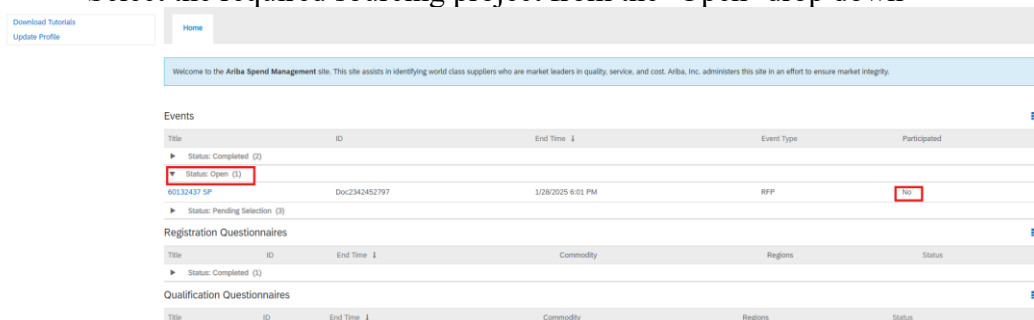 Select the required sourcing project from the "Open" drop down
Download Tutorials
Update Profile
Home
Welcome to the Ariba Spend Management site. This site assists in identifying world class suppliers who are market leaders in quality, service, and cost. Ariba, Inc. administers this site in an effort to ensure market integrity.
Events
Title ID End Time ↓ Event Type Participated
► Status: Completed (2)
▼ Status: Open (1)
60132437 SP Doc2342452797 1/28/2025 6:01 PM RFP No
► Status: Pending Selection (3)
Registration Questionnaires
Title ID End Time ↓ Commodity Regions Status
► Status: Completed (1)
Qualification Questionnaires
Title ID End Time ↓ Commodity Regions Status